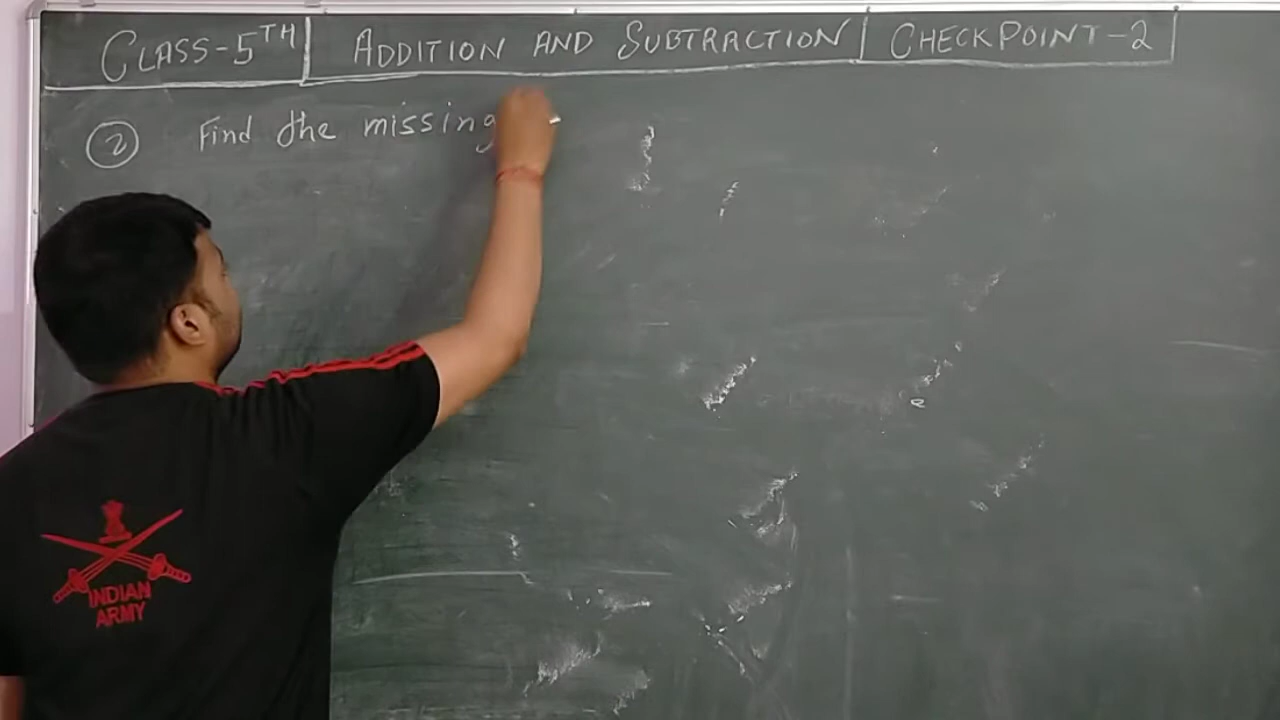 CLASS-5TH ADDITION AND SUBTRACTION CHECKPOINT-2
2 Find the missing
INDIAN
ARMY